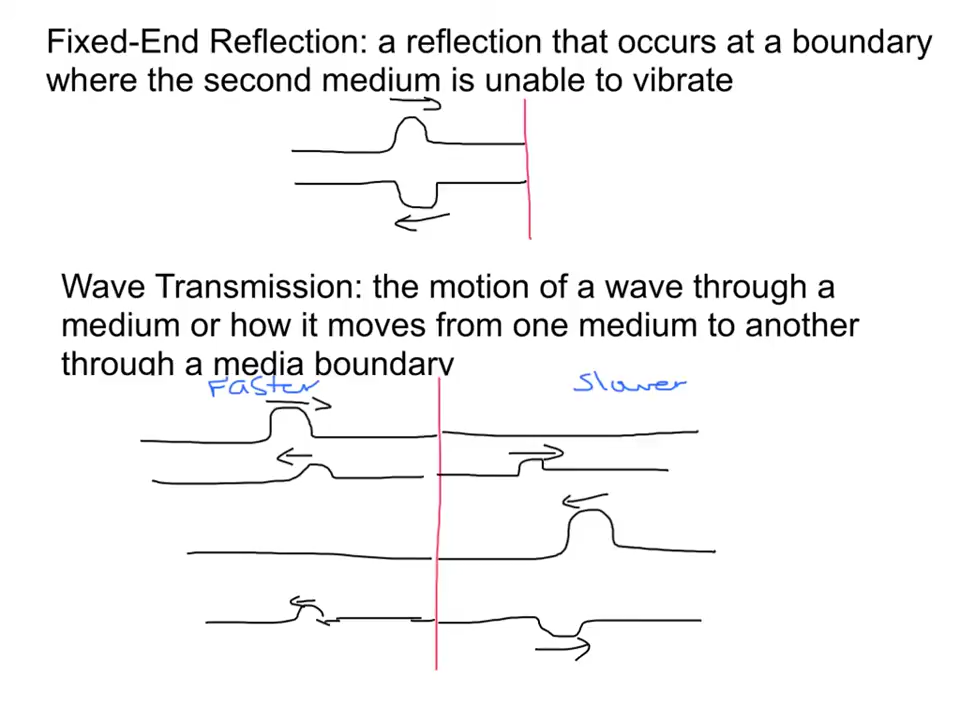 Fixed-End Reflection: a reflection that occurs at a boundary
where the second medium is unable to vibrate
Wave Transmission: the motion of a wave through a
medium or how it moves from one medium to another
through a media boundary
Faster
Slower